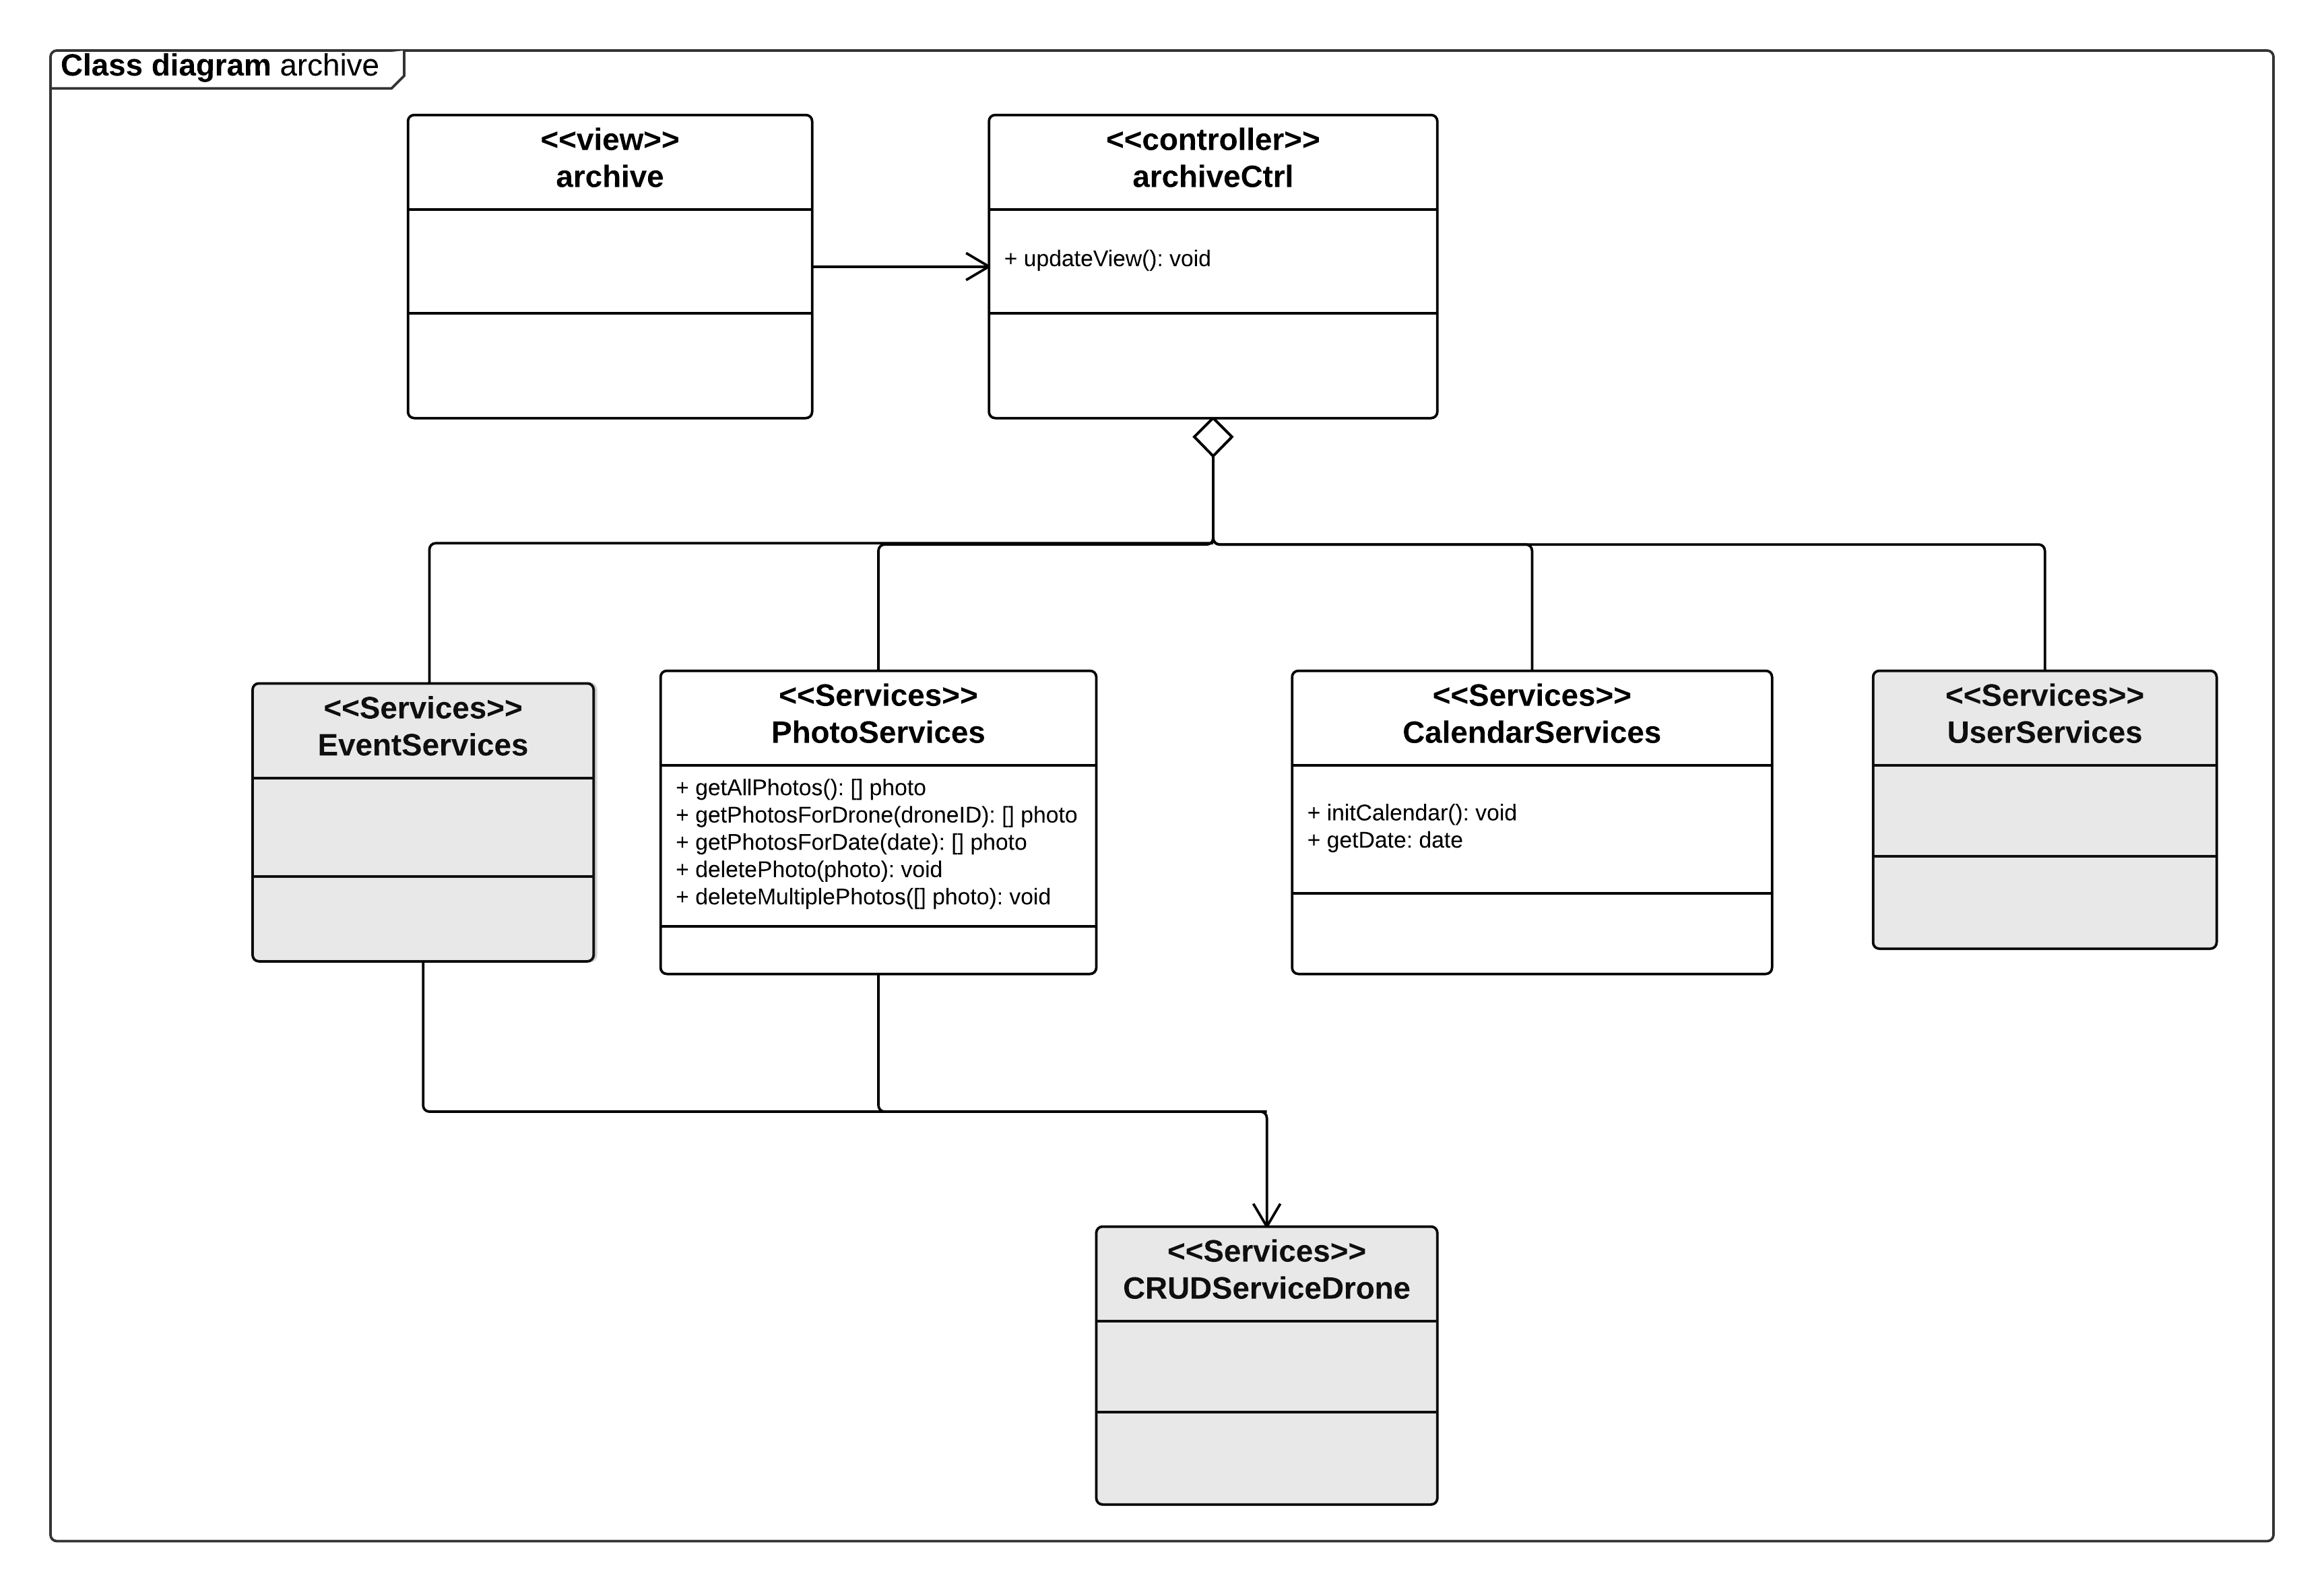 Class diagram archive
<<view>>
archive
<<controller>>
archiveCtrl
+ updateView(): void
<<Services>>
EventServices
<<Services>>
PhotoServices
+ getAllPhotos(): [] photo
+ getPhotosForDrone(droneID): [] photo
+ getPhotosForDate(date): [] photo
+ deletePhoto(photo): void
+ deleteMultiplePhotos([] photo): void
<<Services>>
CalendarServices
+ initCalendar(): void
+ getDate: date
<<Services>>
UserServices
<<Services>>
CRUDServiceDrone